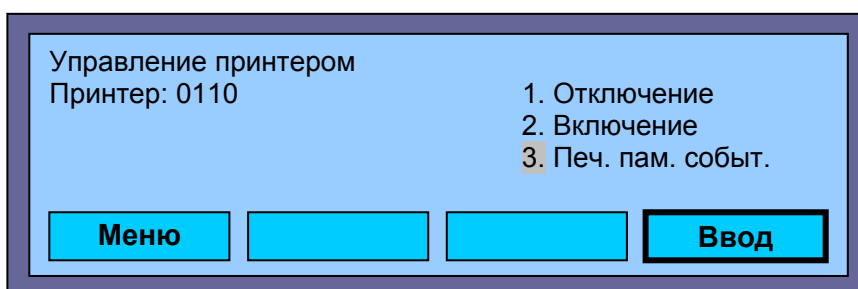 Управление принтером
Принтер: 0110
1. Отключение
2. Включение
3. Печ. пам. событ.
Меню
Ввод